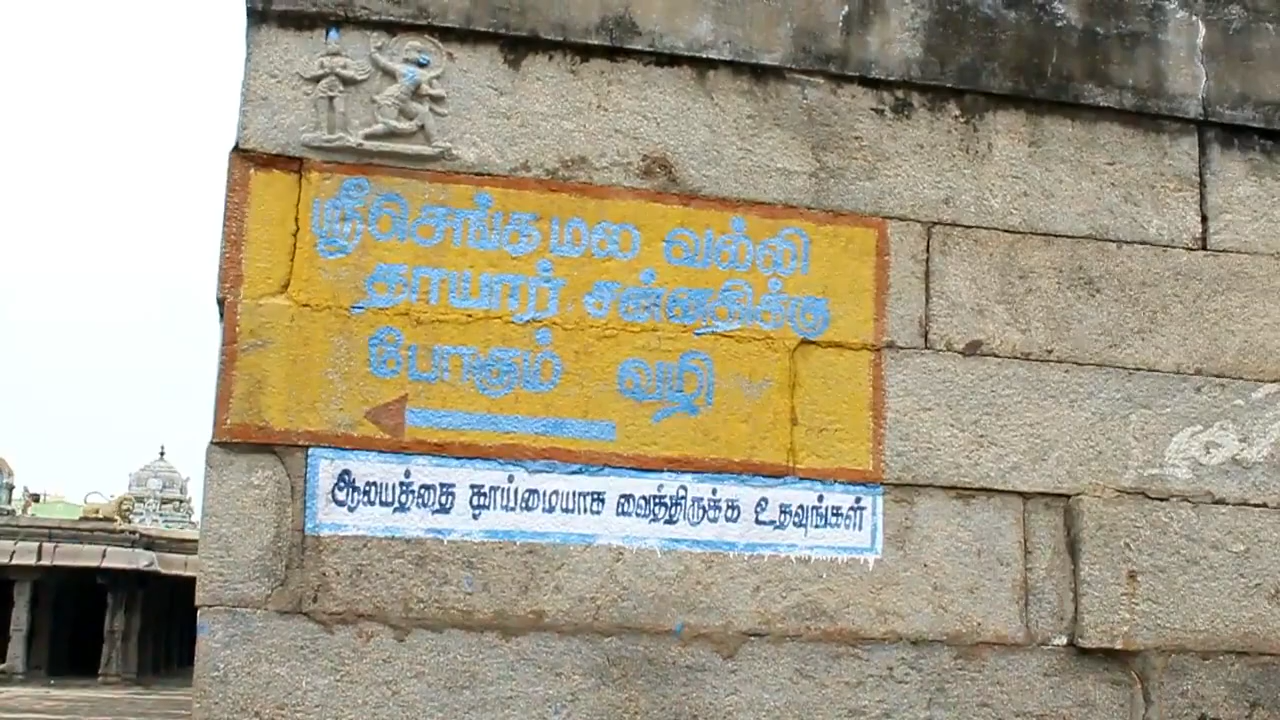 ஸ்ரீசெங்கமல வல்லி
தாயார் சன்னதிக்கு
போகும் வழி
ஆலயத்தை தூய்மையாக வைத்திருக்க உதவுங்கள்